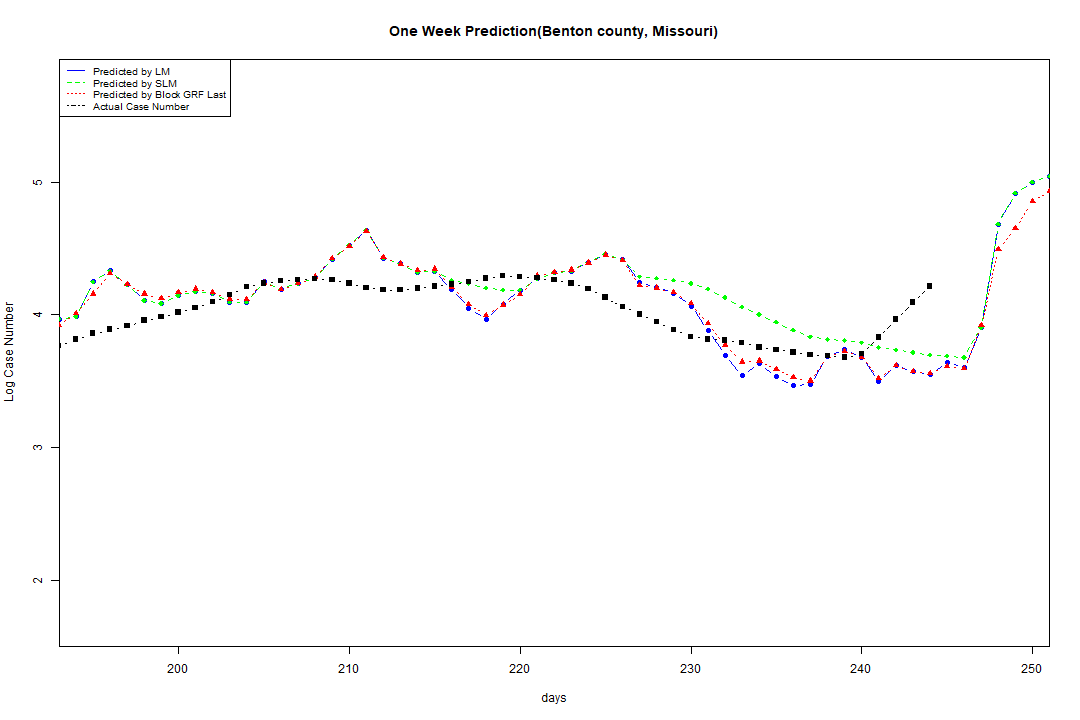 One Week Prediction(Benton county, Missouri)
Predicted by LM
Predicted by SLM
Predicted by Block GRF Last
Actual Case Number
5
4
3
2
Log Case Number
200 210 220 230 240 250
days